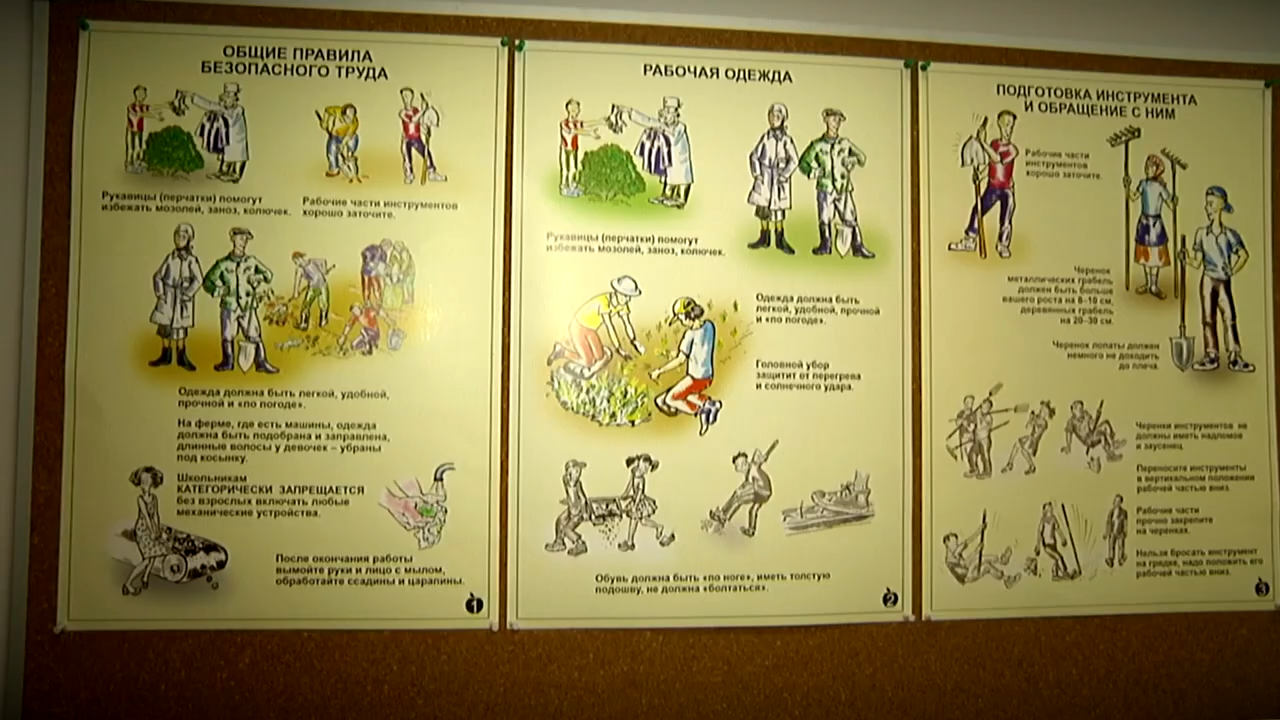 ОБЩИЕ ПРАВИЛА
БЕЗОПАСНОГО ТРУДА
Рукавицы (перчатки) помогут
избежать мозолей, заноз, колючек.
Рабочие части инструментов
хорошо заточите.
Одежда должна быть легкой, удобной,
прочной и «по погоде».
На ферме, где есть машины, одежда
должна быть подобрана и заправлена,
длинные волосы у девочек – убраны
под косынку.
Школьникам
КАТЕГОРИЧЕСКИ ЗАПРЕЩАЕТСЯ
без взрослых включать любые
механические устройства.
После окончания работы
вымойте руки и лицо с мылом,
обработайте ссадины и царапины.
1
РАБОЧАЯ ОДЕЖДА
Рукавицы (перчатки) помогут
избежать мозолей, заноз, колючек.
Одежда должна быть
легкой, удобной, прочной
и «по погоде».
Головной убор
защитит от перегрева
и солнечного удара.
Обувь должна быть «по ноге», иметь толстую
подошву, не должна «болтаться».
2
ПОДГОТОВКА ИНСТРУМЕНТА
И ОБРАЩЕНИЕ С НИМ
Рабочие части
инструментов
хорошо заточите.
Черенок
металлических грабель
должен быть больше
вашего роста на 8–10 см,
деревянных грабель
на 20–30 см.
Черенок лопаты должен
немного не доходить
до плеча.
Черенки инструментов не
должны иметь надломов
и заусениц.
Переносите инструменты
в вертикальном положении
рабочей частью вниз.
Рабочие части
прочно закрепите
на черенках.
Нельзя бросать инструмент
на грядке, надо положить его
рабочей частью вниз.
3